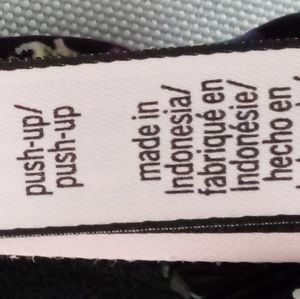 push-up/
push-up
made in
Indonesia/
fabriqué en
Indonésie/
hecho en